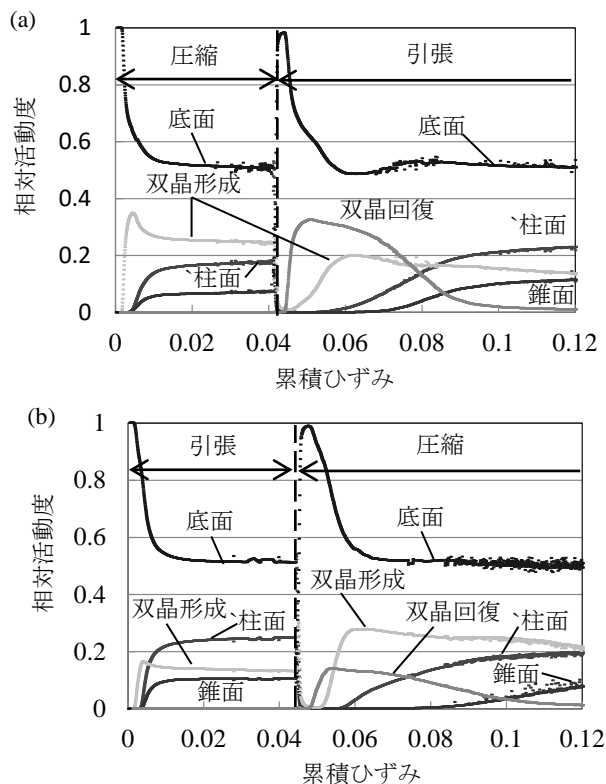 (a)
1
0.8
0.6
0.4
0.2
0
相対活動度
圧縮
引張
底面
底面
双晶形成
双晶回復
`柱面
`柱面
錐面
0
0.02
0.04
0.06
0.08
0.1
0.12
累積ひずみ
(b)
1
0.8
0.6
0.4
0.2
0
相対活動度
引張
圧縮
底面
底面
双晶形成
双晶形成
`柱面
双晶回復
`柱面
錐面
錐面
0
0.02
0.04
0.06
0.08
0.1
0.12
累積ひずみ